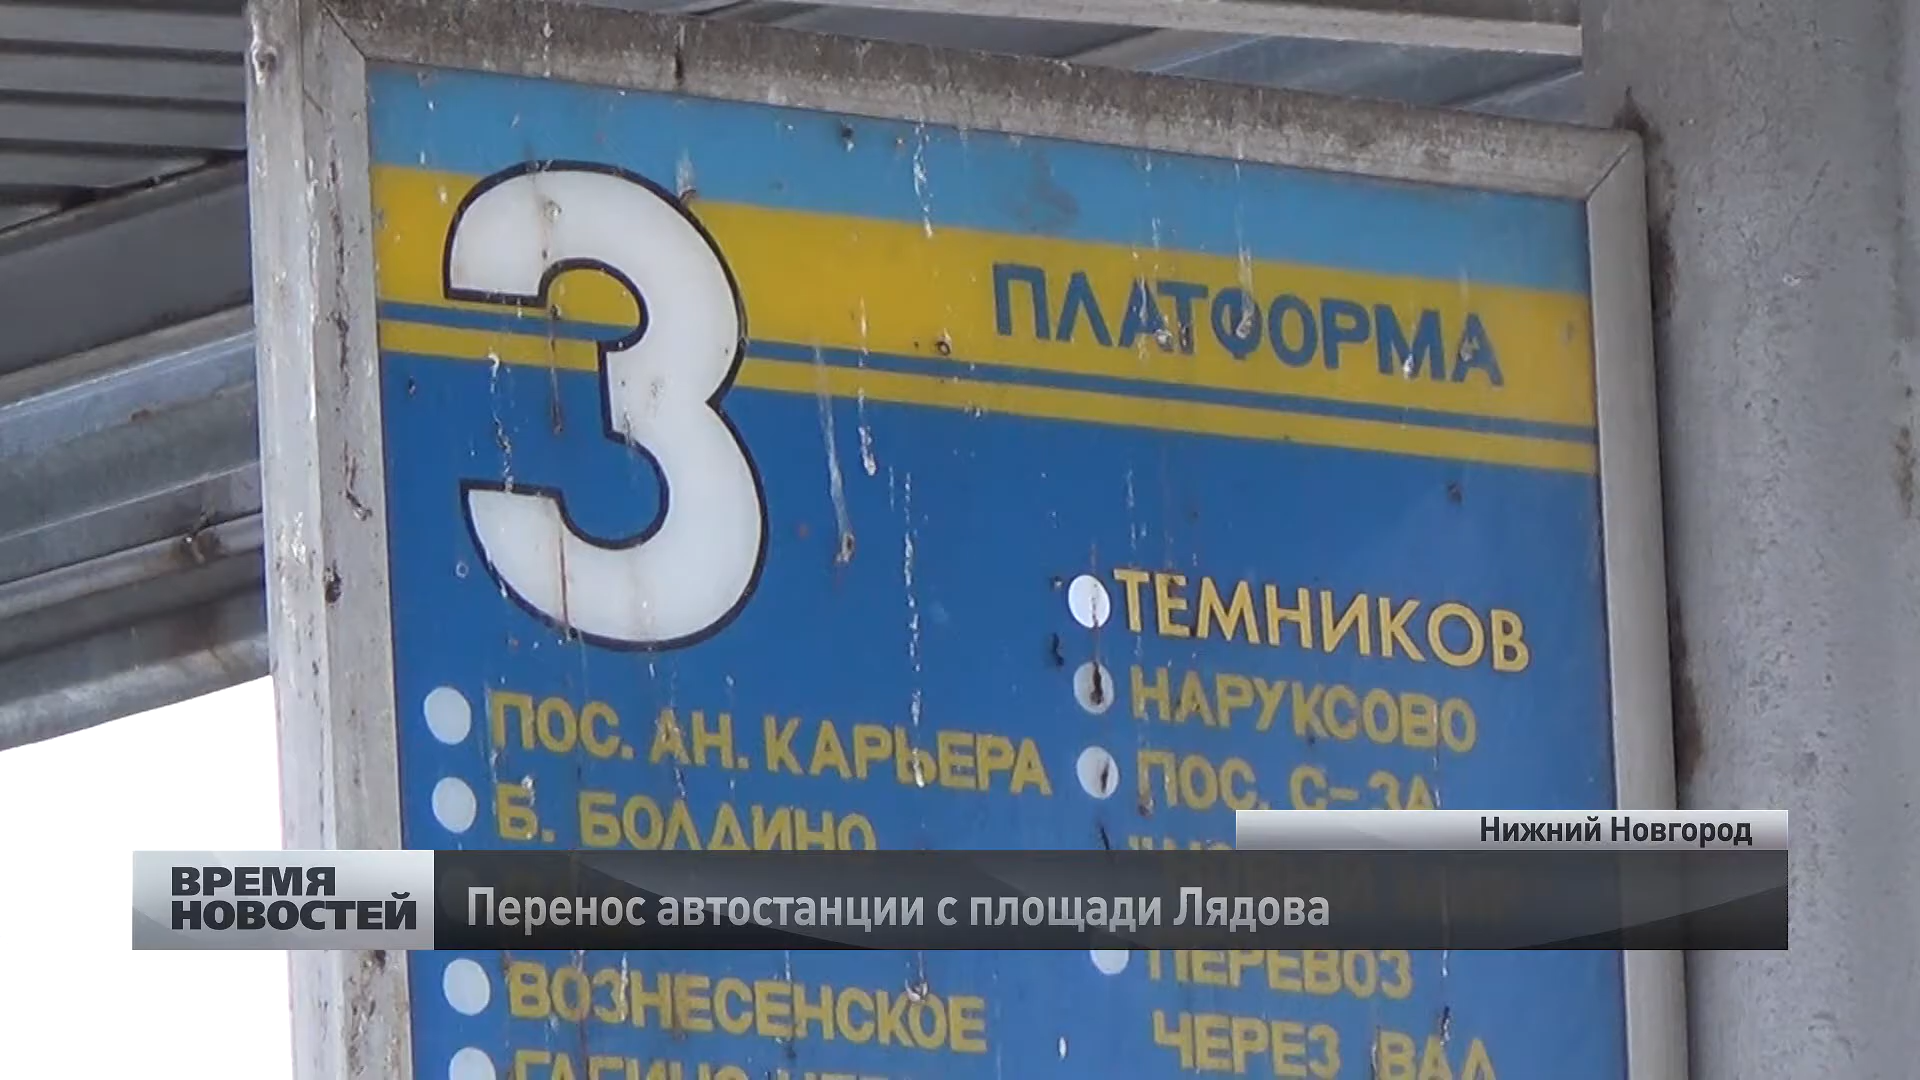 3
ПЛАТФОРМА
ПОС. АН. КАРЬЕРА
Б. БОЛДИНО
ВОЗНЕСЕНСКОЕ
ТЕМНИКОВ
НАРУКСОВО
ПОС. С-ЗА
ПЕРЕВОЗ
ЧЕРЕЗ ВАД
Нижний Новгород
ВРЕМЯ
НОВОСТЕЙ
Перенос автостанции с площади Лядова